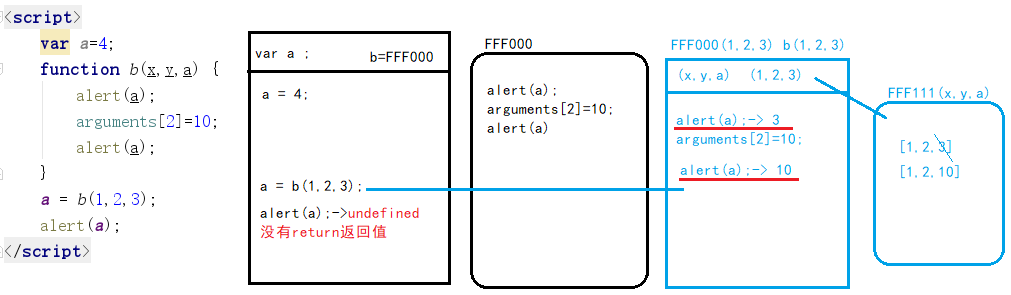 <script>
var a=4;
function b(x,y,a) {
alert(a);
arguments[2]=10;
alert(a);
}
a = b(1,2,3);
alert(a);
</script>
var a ;
b=FFF000
a = 4;
a = b(1,2,3);
alert(a);->undefined
没有return返回值
FFF000
alert(a);
arguments[2]=10;
alert(a)
FFF000(1,2,3) b(1,2,3)
(x,y,a) (1,2,3)
alert(a);-> 3
arguments[2]=10;
alert(a);-> 10
FFF111(x,y,a)
[1,2,3]
[1,2,10]